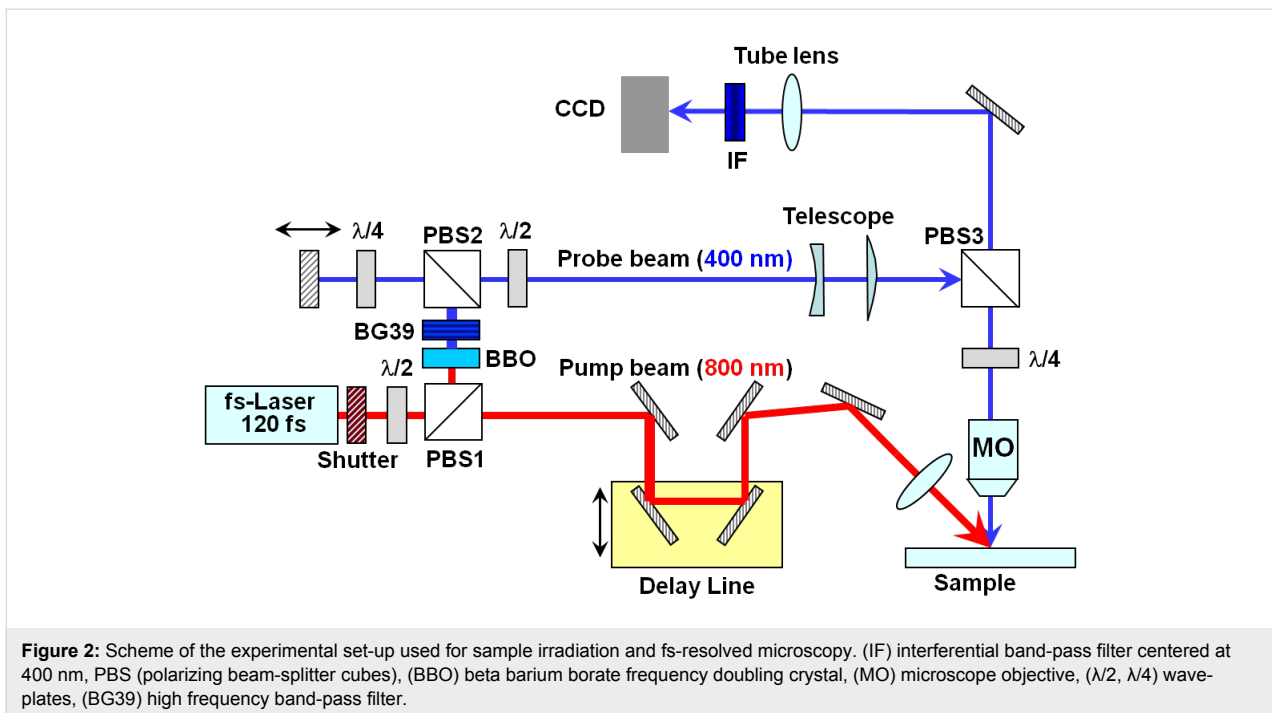 Tube lens
CCD
IF
Telescope
λ/4
PBS2
λ/2
PBS3
Probe beam (400 nm)
BG39
λ/4
λ/2
BBO
Pump beam (800 nm)
fs-Laser
120 fs
MO
Shutter
PBS1
Delay Line
Sample
Figure 2: Scheme of the experimental set-up used for sample irradiation and fs-resolved microscopy. (IF) interferential band-pass filter centered at
400 nm, PBS (polarizing beam-splitter cubes), (BBO) beta barium borate frequency doubling crystal, (MO) microscope objective, (λ/2, λ/4) wave-
plates, (BG39) high frequency band-pass filter.